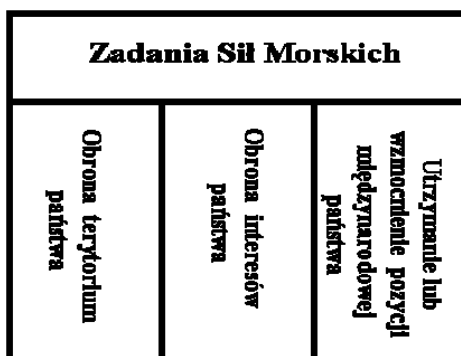 Zadania Sił Morskich
Obrona terytorium
państwa
Obrona interesów
państwa
Utrzymanie lub
wzmocnienie pozycji
międzynarodowej
państwa